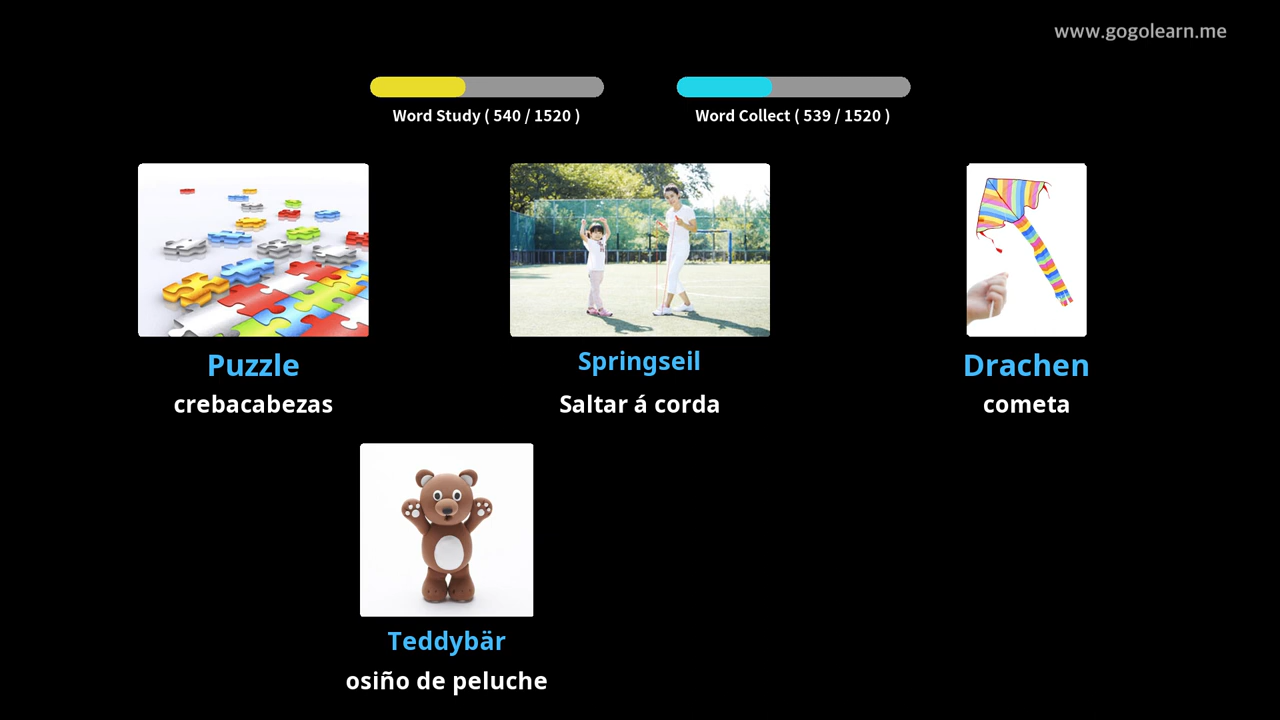 www.gogolearn.me
Word Study ( 540 / 1520 )
Word Collect ( 539 / 1520 )
Puzzle
crebacabezas
Springseil
Saltar á corda
Drachen
cometa
Teddybär
osiño de peluche